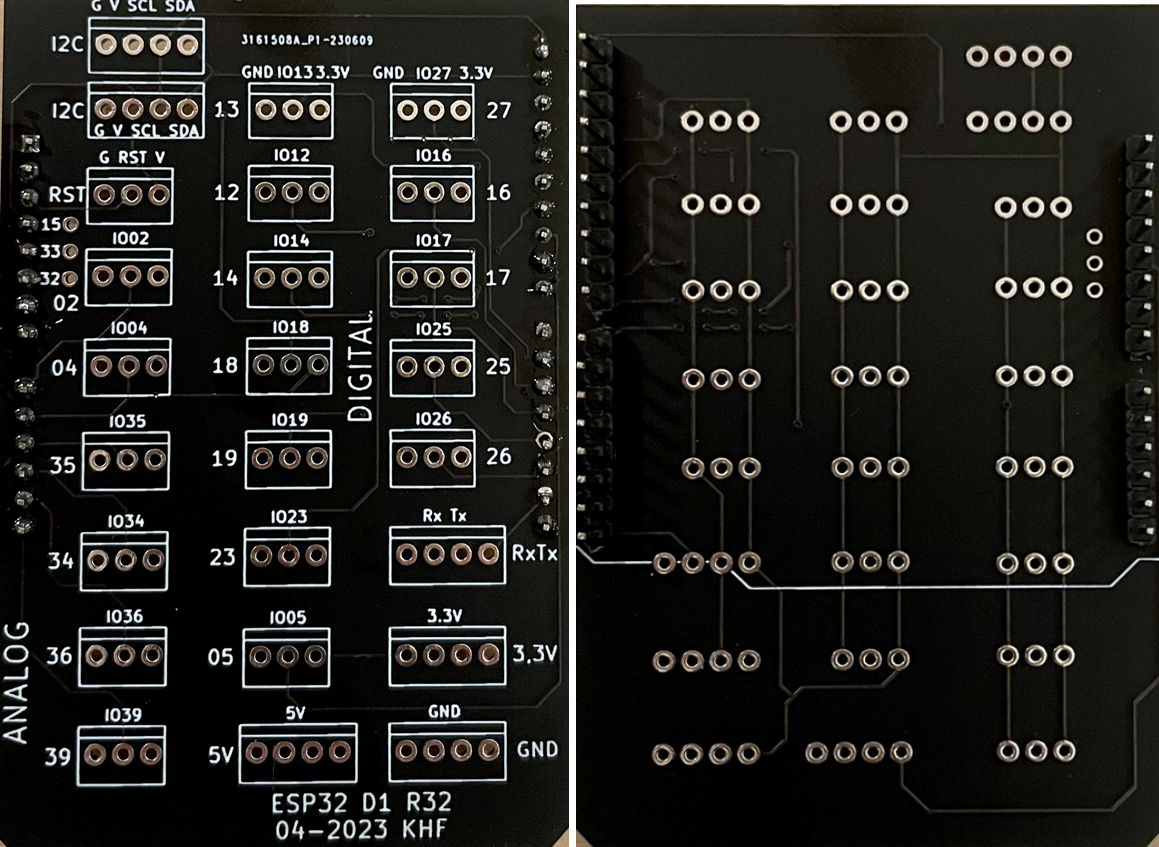 G V SCL SDA
I2C
3161508A_P1-230609
GND IO13 3.3V
GND IO27 3.3V
I2C
13
27
G V SCL SDA
G RST V
IO12
IO16
RST
12
16
15
33
IO02
IO14
IO17
32
14
17
02
IO04
IO18
IO25
04
18
25
DIGITAL
IO35
IO19
IO26
35
19
26
IO34
IO23
Rx Tx
34
23
RxTx
IO36
IO05
3.3V
36
05
3.3V
ANALOG
IO39
5V
GND
39
5V
GND
ESP32 D1 R32
04-2023 KHF